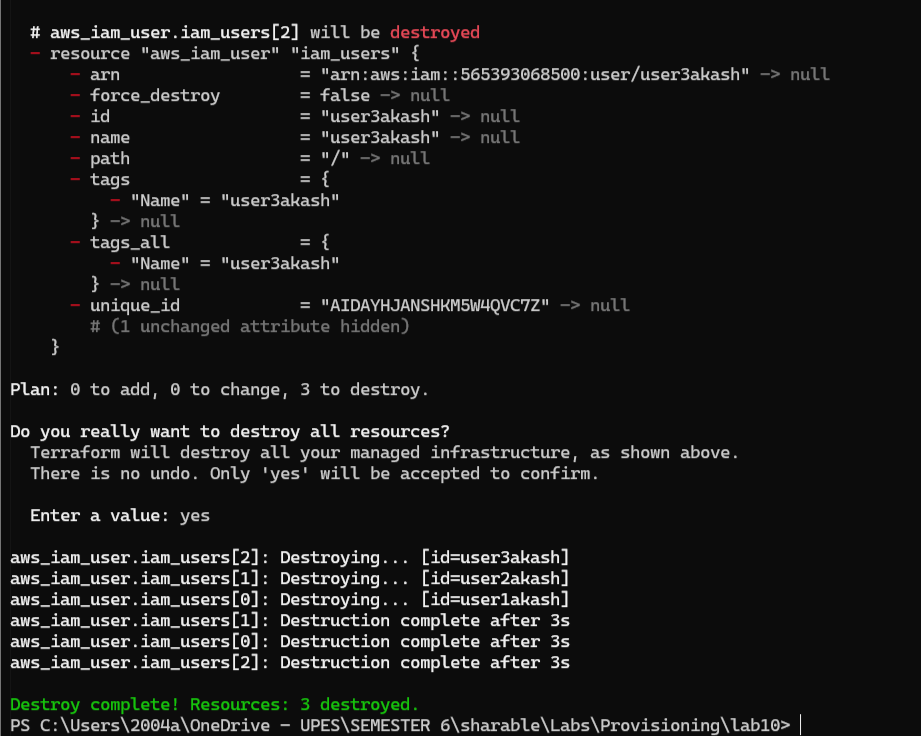 # aws_iam_user.iam_users[2] will be destroyed
- resource "aws_iam_user" "iam_users" {
- arn = "arn:aws:iam::565393068500:user/user3akash" -> null
- force_destroy = false -> null
- id = "user3akash" -> null
- name = "user3akash" -> null
- path = "/" -> null
- tags = {
- "Name" = "user3akash"
} -> null
- tags_all = {
- "Name" = "user3akash"
} -> null
- unique_id = "AIDAYHJANSHKM5W4QVC7Z" -> null
# (1 unchanged attribute hidden)
}
Plan: 0 to add, 0 to change, 3 to destroy.
Do you really want to destroy all resources?
Terraform will destroy all your managed infrastructure, as shown above.
There is no undo. Only 'yes' will be accepted to confirm.
Enter a value: yes
aws_iam_user.iam_users[2]: Destroying... [id=user3akash]
aws_iam_user.iam_users[1]: Destroying... [id=user2akash]
aws_iam_user.iam_users[0]: Destroying... [id=user1akash]
aws_iam_user.iam_users[1]: Destruction complete after 3s
aws_iam_user.iam_users[0]: Destruction complete after 3s
aws_iam_user.iam_users[2]: Destruction complete after 3s
Destroy complete! Resources: 3 destroyed.
PS C:\Users\2004a\OneDrive - UPES\SEMESTER 6\sharable\Labs\Provisioning\lab10>